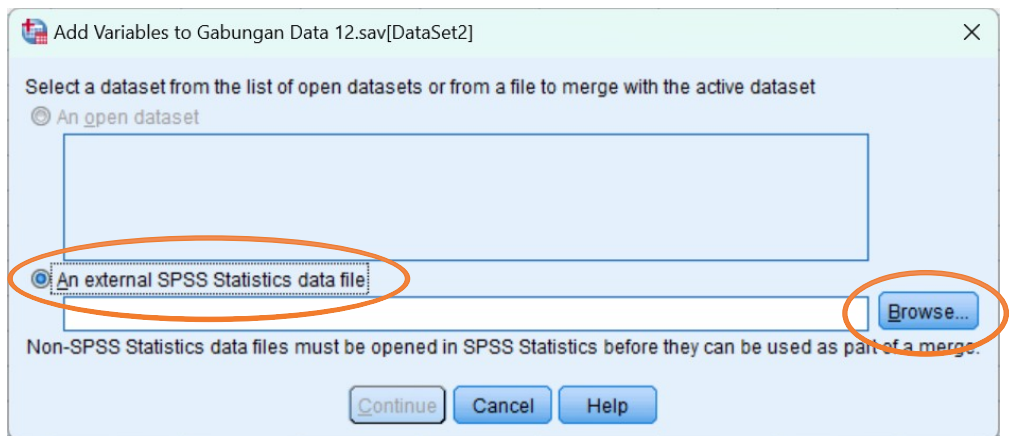 Add Variables to Gabungan Data 12.sav[DataSet2]
Select a dataset from the list of open datasets or from a file to merge with the active dataset
An open dataset
An external SPSS Statistics data file
Browse...
Non-SPSS Statistics data files must be opened in SPSS Statistics before they can be used as part of a merge.
Continue Cancel Help